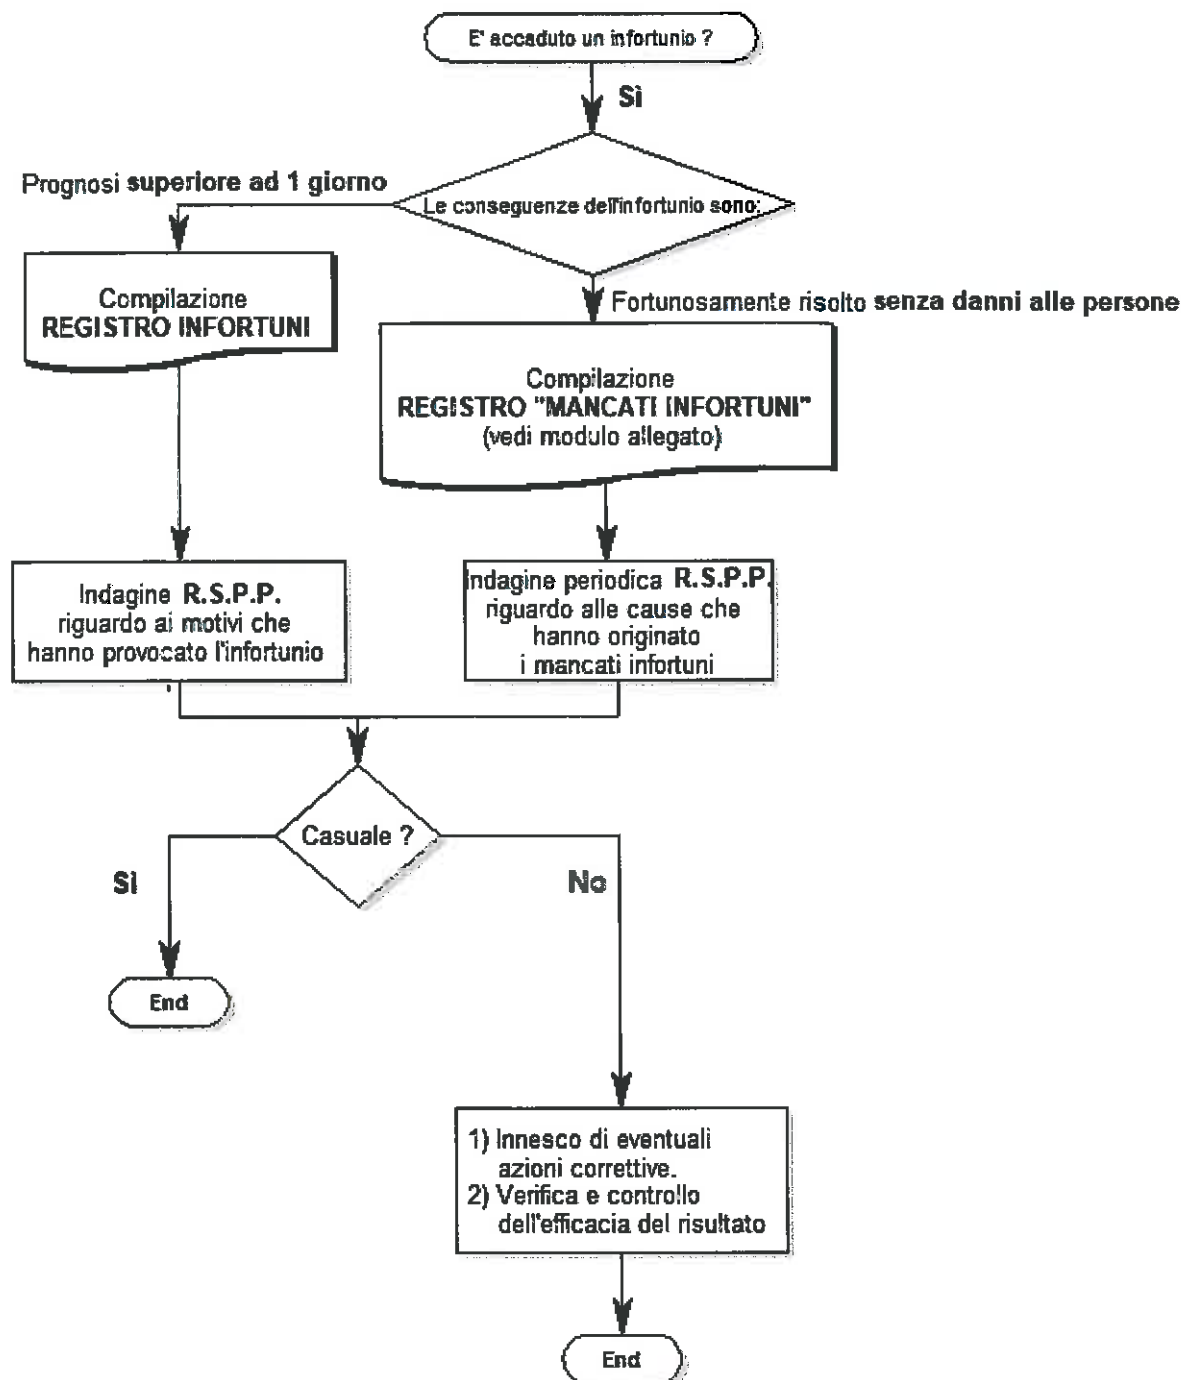 E' accaduto un infortunio ?
Sì
Prognosi superiore ad 1 giorno
Le conseguenze dell'infortunio sono:
Compilazione
REGISTRO INFORTUNI
Fortunosamente risolto senza danni alle persone
Compilazione
REGISTRO "MANCATI INFORTUNI"
(vedi modulo allegato)
Indagine R.S.P.P.
riguardo ai motivi che
hanno provocato l'infortunio
Indagine periodica R.S.P.P.
riguardo alle cause che
hanno originato
i mancati infortuni
Casuale ?
Sì
No
End
1) Innesco di eventuali
azioni correttive.
2) Verifica e controllo
dell'efficacia del risultato
End